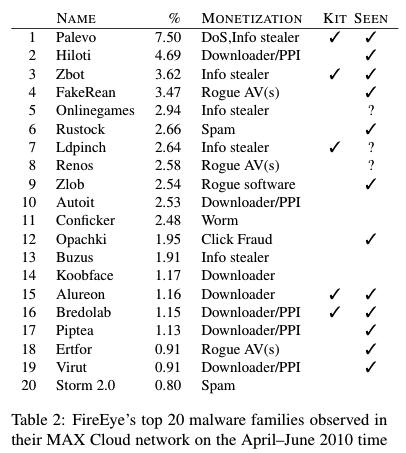 NAME % MONETIZATION KIT SEEN
1 Palevo 7.50 DoS,Info stealer ✓ ✓
2 Hiloti 4.69 Downloader/PPI ✓
3 Zbot 3.62 Info stealer ✓ ✓
4 FakeRean 3.47 Rogue AV(s) ✓
5 Onlinegames 2.94 Info stealer ?
6 Rustock 2.66 Spam ✓
7 Ldpinch 2.64 Info stealer ✓ ?
8 Renos 2.58 Rogue AV(s) ?
9 Zlob 2.54 Rogue software ✓
10 Autoit 2.53 Downloader/PPI
11 Conficker 2.48 Worm
12 Opachki 1.95 Click Fraud ✓
13 Buzus 1.91 Info stealer
14 Koobface 1.17 Downloader
15 Alureon 1.16 Downloader ✓ ✓
16 Bredolab 1.15 Downloader/PPI ✓ ✓
17 Piptea 1.13 Downloader/PPI ✓
18 Ertfor 0.91 Rogue AV(s) ✓
19 Virut 0.91 Downloader/PPI ✓
20 Storm 2.0 0.80 Spam
Table 2: FireEye's top 20 malware families observed in
their MAX Cloud network on the April–June 2010 time